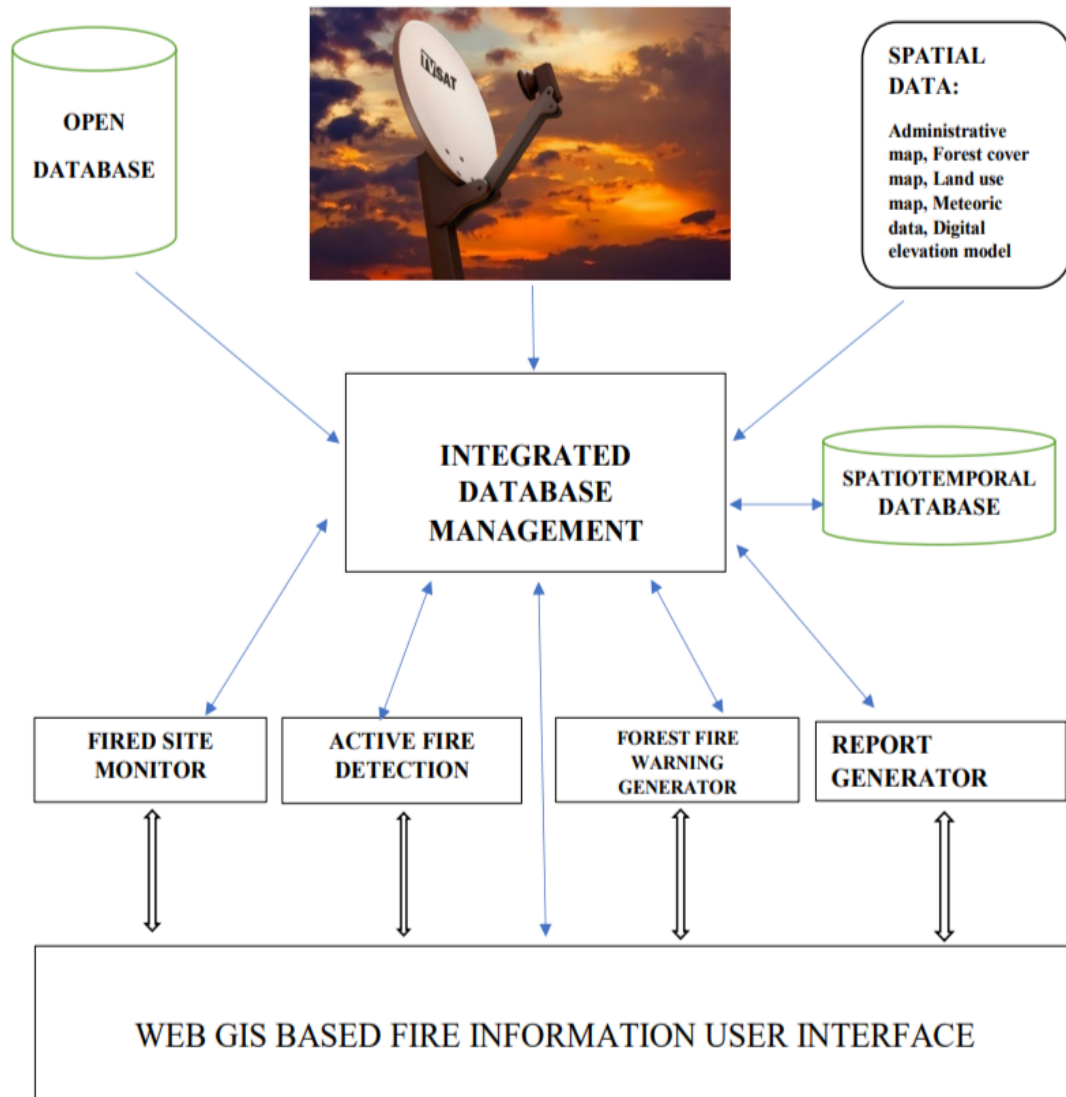 OPEN
DATABASE
TVSAT
SPATIAL
DATA:
Administrative
map, Forest cover
map, Land use
map, Meteoric
data, Digital
elevation model
INTEGRATED
DATABASE
MANAGEMENT
SPATIOTEMPORAL
DATABASE
FIRED SITE
MONITOR
ACTIVE FIRE
DETECTION
FOREST FIRE
WARNING
GENERATOR
REPORT
GENERATOR
WEB GIS BASED FIRE INFORMATION USER INTERFACE